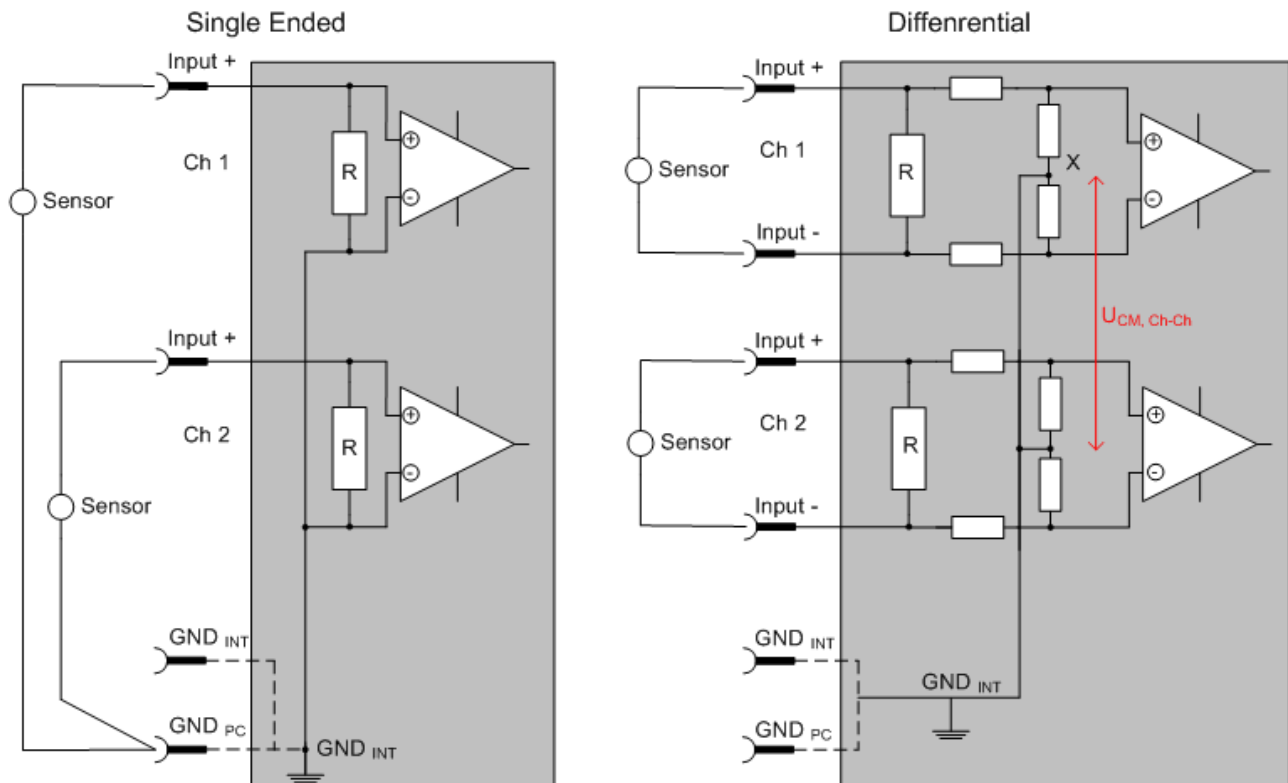 Single Ended
Input +
Ch 1
R
+
-
Sensor
Input +
Ch 2
R
+
-
Sensor
GND INT
GND PC
GND INT
Diffenrential
Input +
Ch 1
R
X
+
-
Sensor
Input -
UCM, Ch-Ch
Input +
Ch 2
R
+
-
Sensor
Input -
GND INT
GND INT
GND PC